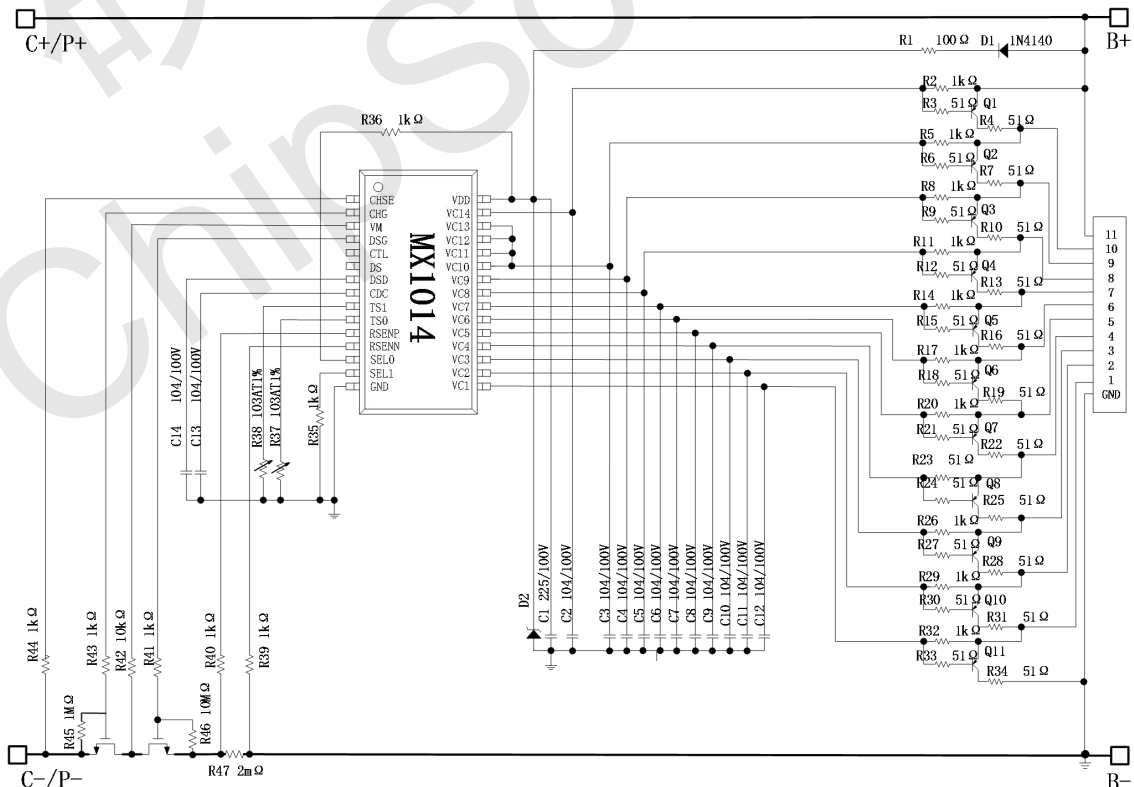 C+/P+
B+
R1 100Ω D1 1N4140
R2 1kΩ
R3 51Ω Q1
R4 51Ω
R5 1kΩ
R6 51Ω Q2
R7 51Ω
R8 1kΩ
R9 51Ω Q3
R10 51Ω
R11 1kΩ
R12 51Ω Q4
R13 51Ω
R14 1kΩ
R15 51Ω Q5
R16 51Ω
R17 1kΩ
R18 51Ω Q6
R19 51Ω
R20 1kΩ
R21 51Ω Q7
R22 51Ω
R23 51Ω
R24 51Ω Q8
R25 51Ω
R26 1kΩ
R27 51Ω Q9
R28 51Ω
R29 1kΩ
R30 51Ω Q10
R31 51Ω
R32 1kΩ
R33 51Ω Q11
R34 51Ω
R36 1kΩ
MX1014
CHSE
CHG
VM
DSG
CTL
DS
DSD
CDC
TS1
TS0
RSENP
RSENN
SEL0
SEL1
GND
VDD
VC14
VC13
VC12
VC11
VC10
VC9
VC8
VC7
VC6
VC5
VC4
VC3
VC2
VC1
11
10
9
8
7
6
5
4
3
2
1
GND
C14 104/100V
C13 104/100V
R38 103AT1%
R37 103AT1%
R35 1kΩ
D2
C1 225/100V
C2 104/100V
C3 104/100V
C4 104/100V
C5 104/100V
C6 104/100V
C7 104/100V
C8 104/100V
C9 104/100V
C10 104/100V
C11 104/100V
C12 104/100V
R44 1kΩ
R43 1kΩ
R42 10kΩ
R41 1kΩ
R40 1kΩ
R39 1kΩ
R45 1MΩ
R46 10MΩ
R47 2mΩ
C-/P-
B-